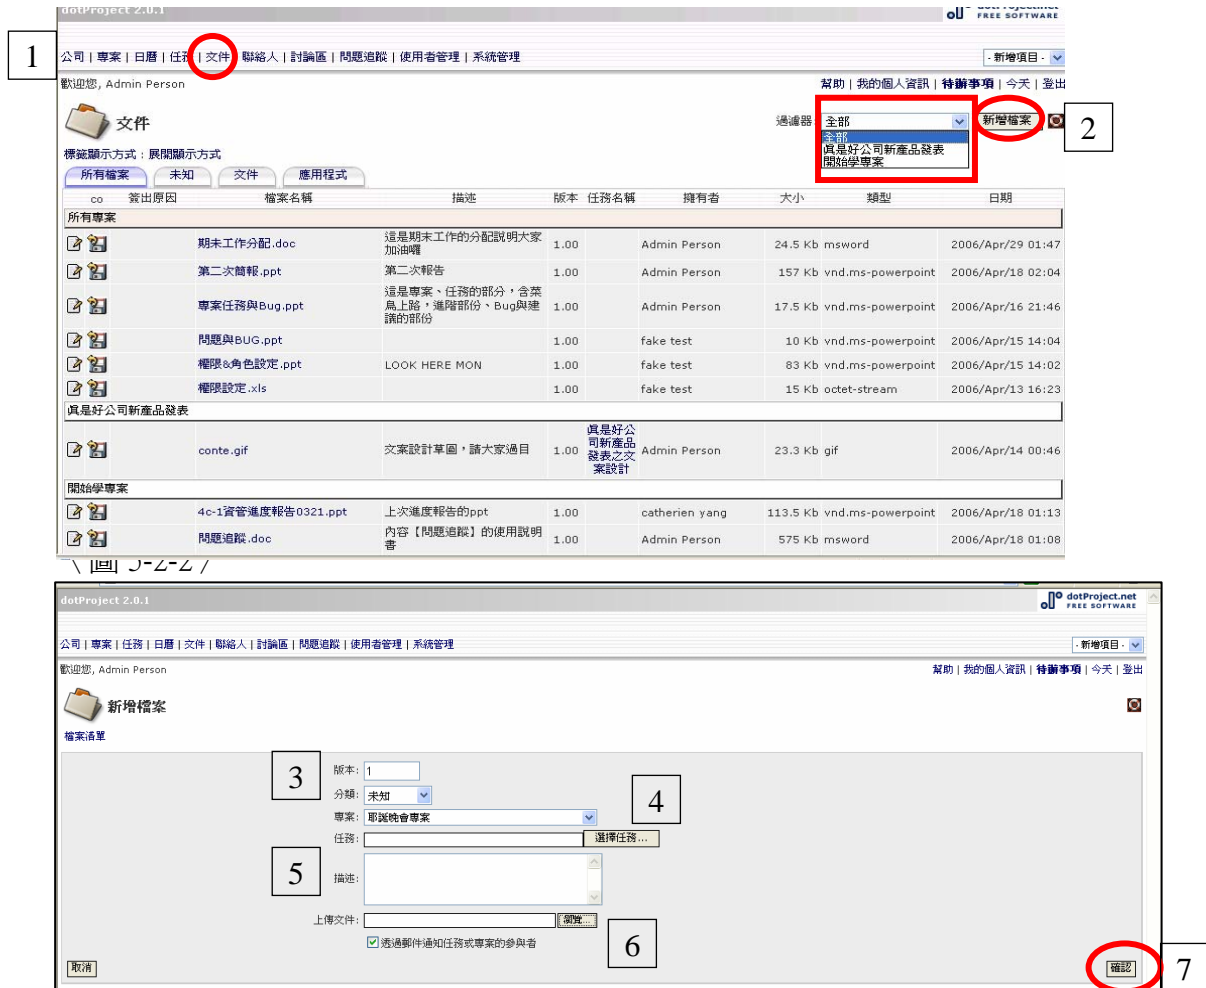 dotProject 2.0.1
dotProject.net
FREE SOFTWARE
1
公司 | 專案 | 日曆 | 任務 | 文件 | 聯絡人 | 討論區 | 問題追蹤 | 使用者管理 | 系統管理
- 新增項目 -
歡迎您, Admin Person
幫助 | 我的個人資訊 | 待辦事項 | 今天 | 登出
文件
過濾器: 全部
新增檔案
2
全部
真是好公司新產品發表
開始學專案
標籤顯示方式 : 展開顯示方式
所有檔案 未知 文件 應用程式
co 簽出原因 檔案名稱 描述 版本 任務名稱 擁有者 大小 類型 日期
所有專案
期末工作分配.doc 這是期末工作的分配說明大家加油囉 1.00 Admin Person 24.5 Kb msword 2006/Apr/29 01:47
第二次簡報.ppt 第二次報告 1.00 Admin Person 157 Kb vnd.ms-powerpoint 2006/Apr/18 02:04
專案任務與Bug.ppt 這是專案、任務的部分，含菜鳥上路，進階部份、Bug與建議的部份 1.00 Admin Person 17.5 Kb vnd.ms-powerpoint 2006/Apr/16 21:46
問題與BUG.ppt 1.00 fake test 10 Kb vnd.ms-powerpoint 2006/Apr/15 14:04
權限&角色設定.ppt LOOK HERE MON 1.00 fake test 83 Kb vnd.ms-powerpoint 2006/Apr/15 14:02
權限設定.xls 1.00 fake test 15 Kb octet-stream 2006/Apr/13 16:23
真是好公司新產品發表
conte.gif 文案設計草圖，請大家過目 1.00 真是好公司新產品發表之文案設計 Admin Person 23.3 Kb gif 2006/Apr/14 00:46
開始學專案
4c-1資管進度報告0321.ppt 上次進度報告的ppt 1.00 catherien yang 113.5 Kb vnd.ms-powerpoint 2006/Apr/18 01:13
問題追蹤.doc 內容【問題追蹤】的使用說明書 1.00 Admin Person 575 Kb msword 2006/Apr/18 01:08
圖 5-2-2
dotProject 2.0.1
dotProject.net
FREE SOFTWARE
公司 | 專案 | 任務 | 日曆 | 文件 | 聯絡人 | 討論區 | 問題追蹤 | 使用者管理 | 系統管理
- 新增項目 -
歡迎您, Admin Person
幫助 | 我的個人資訊 | 待辦事項 | 今天 | 登出
新增檔案
檔案清單
3
版本: 1
分類: 未知
4
專案: 耶誕晚會專案
任務: 選擇任務...
5
描述:
上傳文件: 瀏覽...
6
透過郵件通知任務或專案的參與者
取消
確認
7